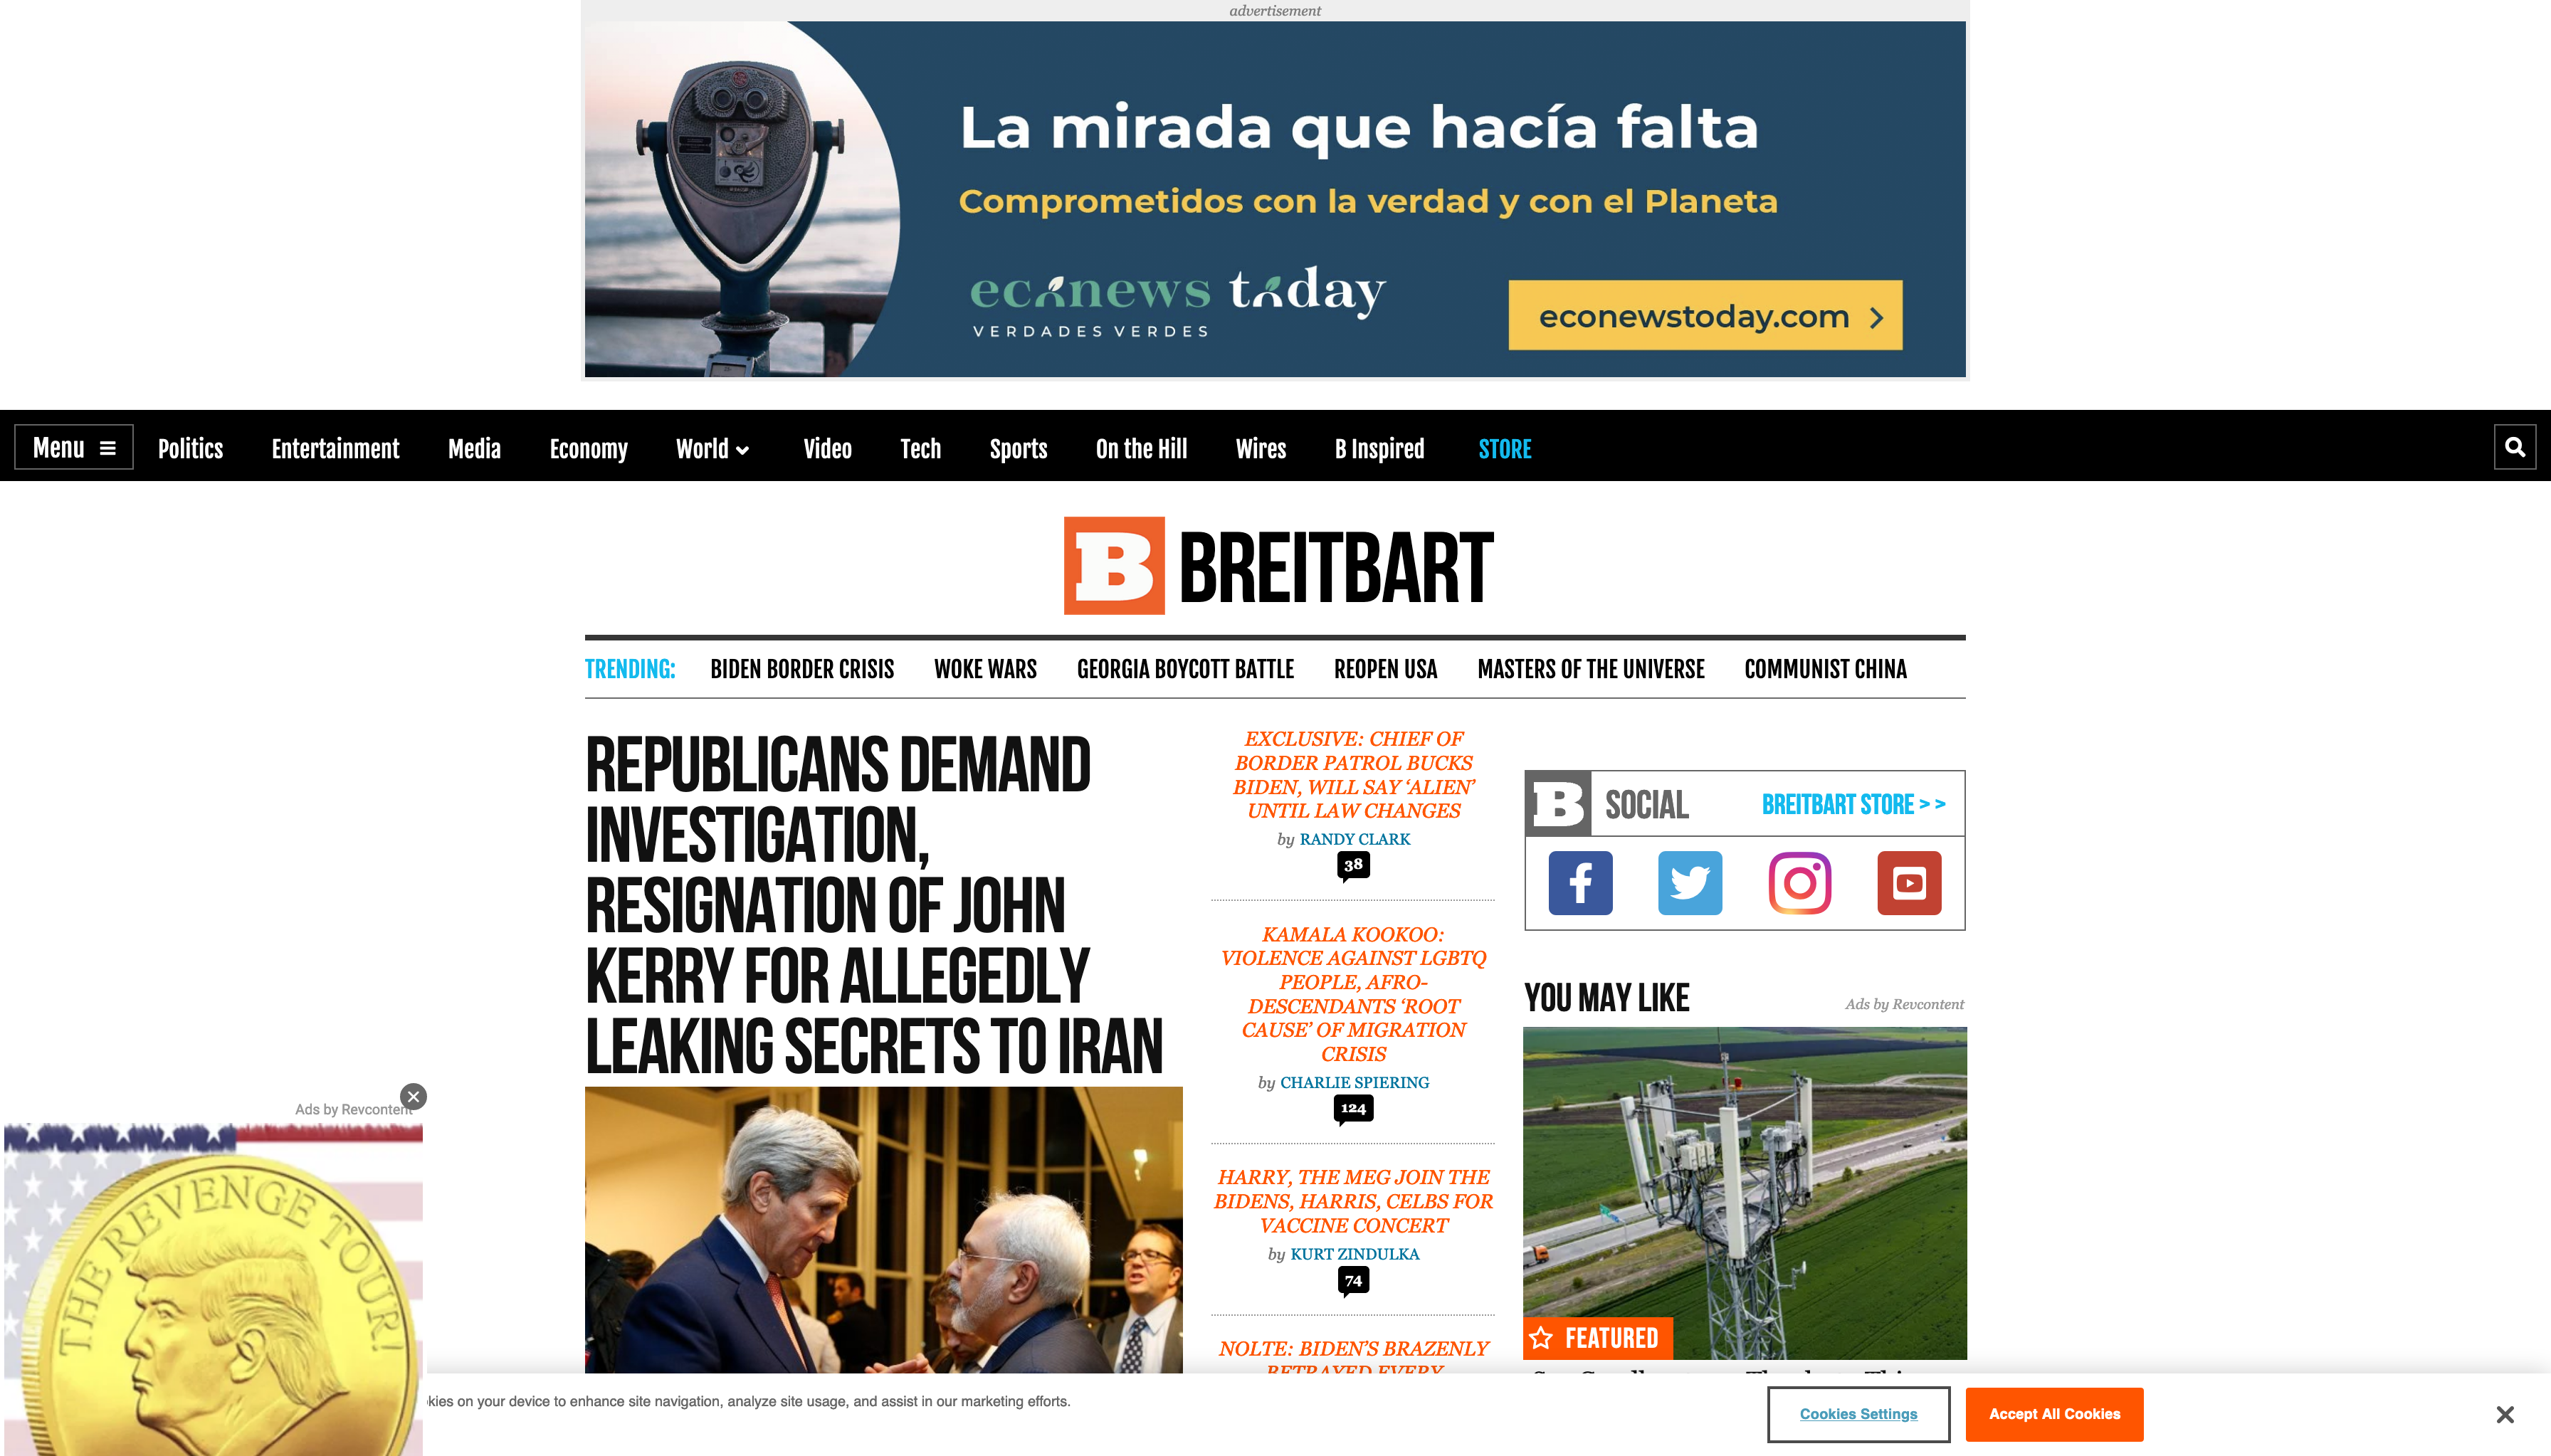 advertisement
La mirada que hacía falta
Comprometidos con la verdad y con el Planeta
econews today
VERDADES VERDES
econewstoday.com
Menu
Politics
Entertainment
Media
Economy
World
Video
Tech
Sports
On the Hill
Wires
B Inspired
STORE
B BREITBART
TRENDING:
BIDEN BORDER CRISIS
WOKE WARS
GEORGIA BOYCOTT BATTLE
REOPEN USA
MASTERS OF THE UNIVERSE
COMMUNIST CHINA
REPUBLICANS DEMAND
INVESTIGATION,
RESIGNATION OF JOHN
KERRY FOR ALLEGEDLY
LEAKING SECRETS TO IRAN
EXCLUSIVE: CHIEF OF
BORDER PATROL BUCKS
BIDEN, WILL SAY ‘ALIEN’
UNTIL LAW CHANGES
by RANDY CLARK
38
KAMALA KOOKOO:
VIOLENCE AGAINST LGBTQ
PEOPLE, AFRO-
DESCENDANTS ‘ROOT
CAUSE’ OF MIGRATION
CRISIS
by CHARLIE SPIERING
124
HARRY, THE MEG JOIN THE
BIDENS, HARRIS, CELBS FOR
VACCINE CONCERT
by KURT ZINDULKA
74
NOLTE: BIDEN’S BRAZENLY
BETRAYED EVERY
B SOCIAL
BREITBART STORE > >
YOU MAY LIKE
Ads by Revcontent
FEATURED
Ads by Revcontent
THE REVENGE TOUR!
kies on your device to enhance site navigation, analyze site usage, and assist in our marketing efforts.
Cookies Settings
Accept All Cookies